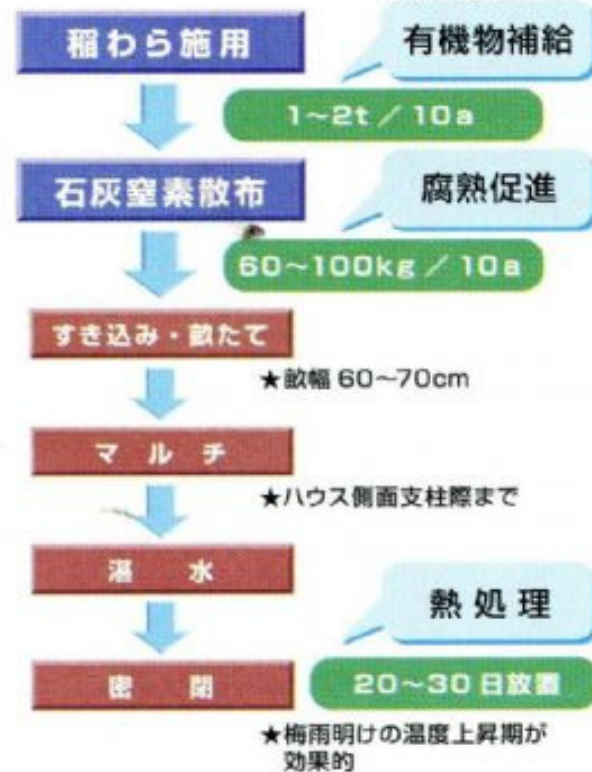 稲わら施用
有機物補給
1~2t / 10a
石灰窒素散布
腐熟促進
60~100kg / 10a
すき込み・畝たて
★畝幅 60~70cm
マルチ
★ハウス側面支柱際まで
湛水
熱処理
密閉
20~30日放置
★梅雨明けの温度上昇期が
効果的